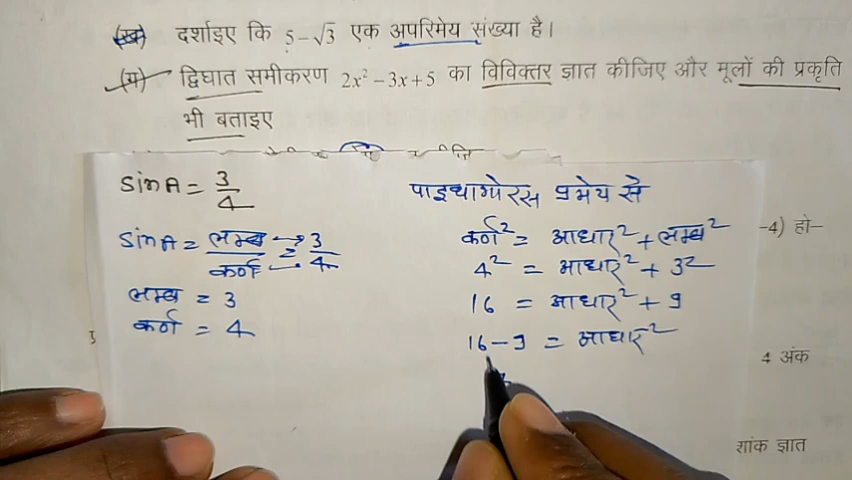 (ख) दर्शाइए कि 5-√3 एक अपरिमेय संख्या है।
(ग) द्विघात समीकरण 2x² - 3x + 5 का विविक्तर ज्ञात कीजिए और मूलों की प्रकृति
भी बताइए
sinA = 3/4
sinA = लम्ब/कर्ण = 3/4
लम्ब = 3
कर्ण = 4
पाइथागोरस प्रमेय से
कर्ण² = आधार² + लम्ब²
4² = आधार² + 3²
16 = आधार² + 9
16 - 9 = आधार²
-4) हो-
4 अंक
शांक ज्ञात